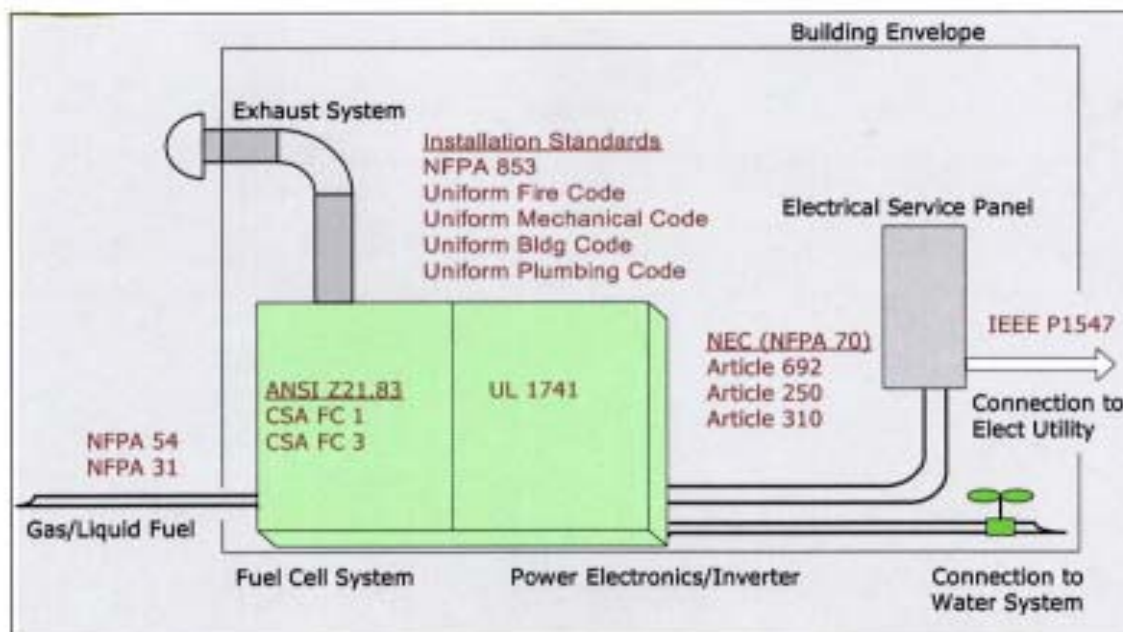 Building Envelope
Exhaust System
Installation Standards
NFPA 853
Uniform Fire Code
Uniform Mechanical Code
Uniform Bldg Code
Uniform Plumbing Code
Electrical Service Panel
IEEE P1547
NEC (NFPA 70)
Article 692
Article 250
Article 310
Connection to
Elect Utility
ANSI Z21.83
CSA FC 1
CSA FC 3
UL 1741
NFPA 54
NFPA 31
Gas/Liquid Fuel
Fuel Cell System
Power Electronics/Inverter
Connection to
Water System